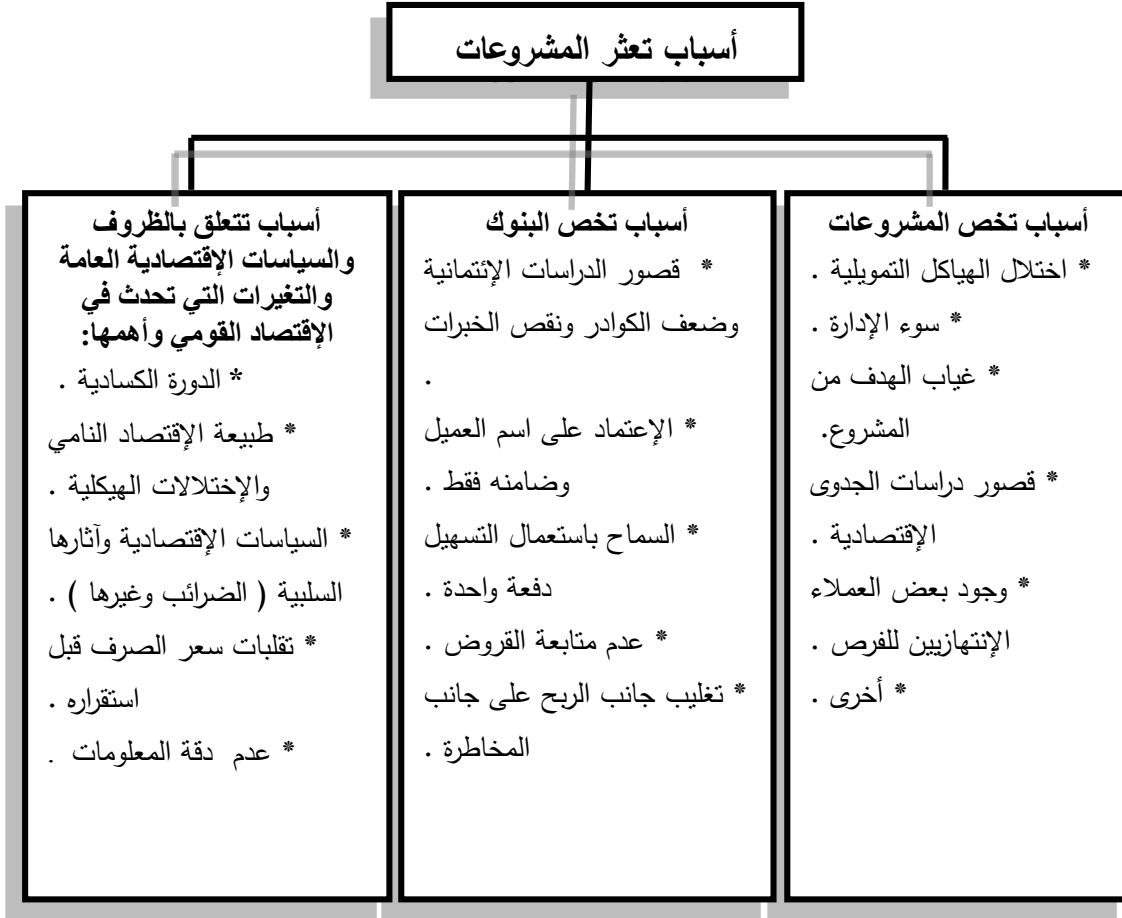 أسباب تعثر المشروعات
أسباب تخص المشروعات
* اختلال الهياكل التمويلية .
* سوء الإدارة .
* غياب الهدف من
المشروع.
* قصور دراسات الجدوى
الإقتصادية .
* وجود بعض العملاء
الإنتهازيين للفرص .
* أخرى .
أسباب تخص البنوك
* قصور الدراسات الإئتمانية
وضعف الكوادر ونقص الخبرات
.
* الإعتماد على اسم العميل
وضامنه فقط .
* السماح باستعمال التسهيل
دفعة واحدة .
* عدم متابعة القروض .
* تغليب جانب الربح على جانب
المخاطرة .
أسباب تتعلق بالظروف
والسياسات الإقتصادية العامة
والتغيرات التي تحدث في
الإقتصاد القومي وأهمها:
* الدورة الكسادية .
* طبيعة الإقتصاد النامي
والإختلالات الهيكلية .
* السياسات الإقتصادية وآثارها
السلبية ( الضرائب وغيرها ) .
* تقلبات سعر الصرف قبل
استقراره .
* عدم دقة المعلومات .